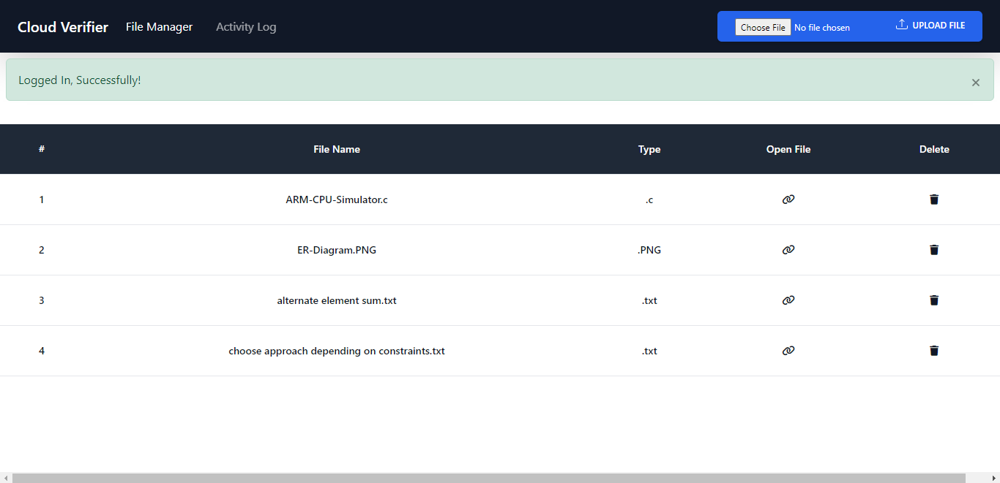 Cloud Verifier File Manager Activity Log Choose File No file chosen UPLOAD FILE
Logged In, Successfully! ×
# File Name Type Open File Delete
1 ARM-CPU-Simulator.c .c
2 ER-Diagram.PNG .PNG
3 alternate element sum.txt .txt
4 choose approach depending on constraints.txt .txt